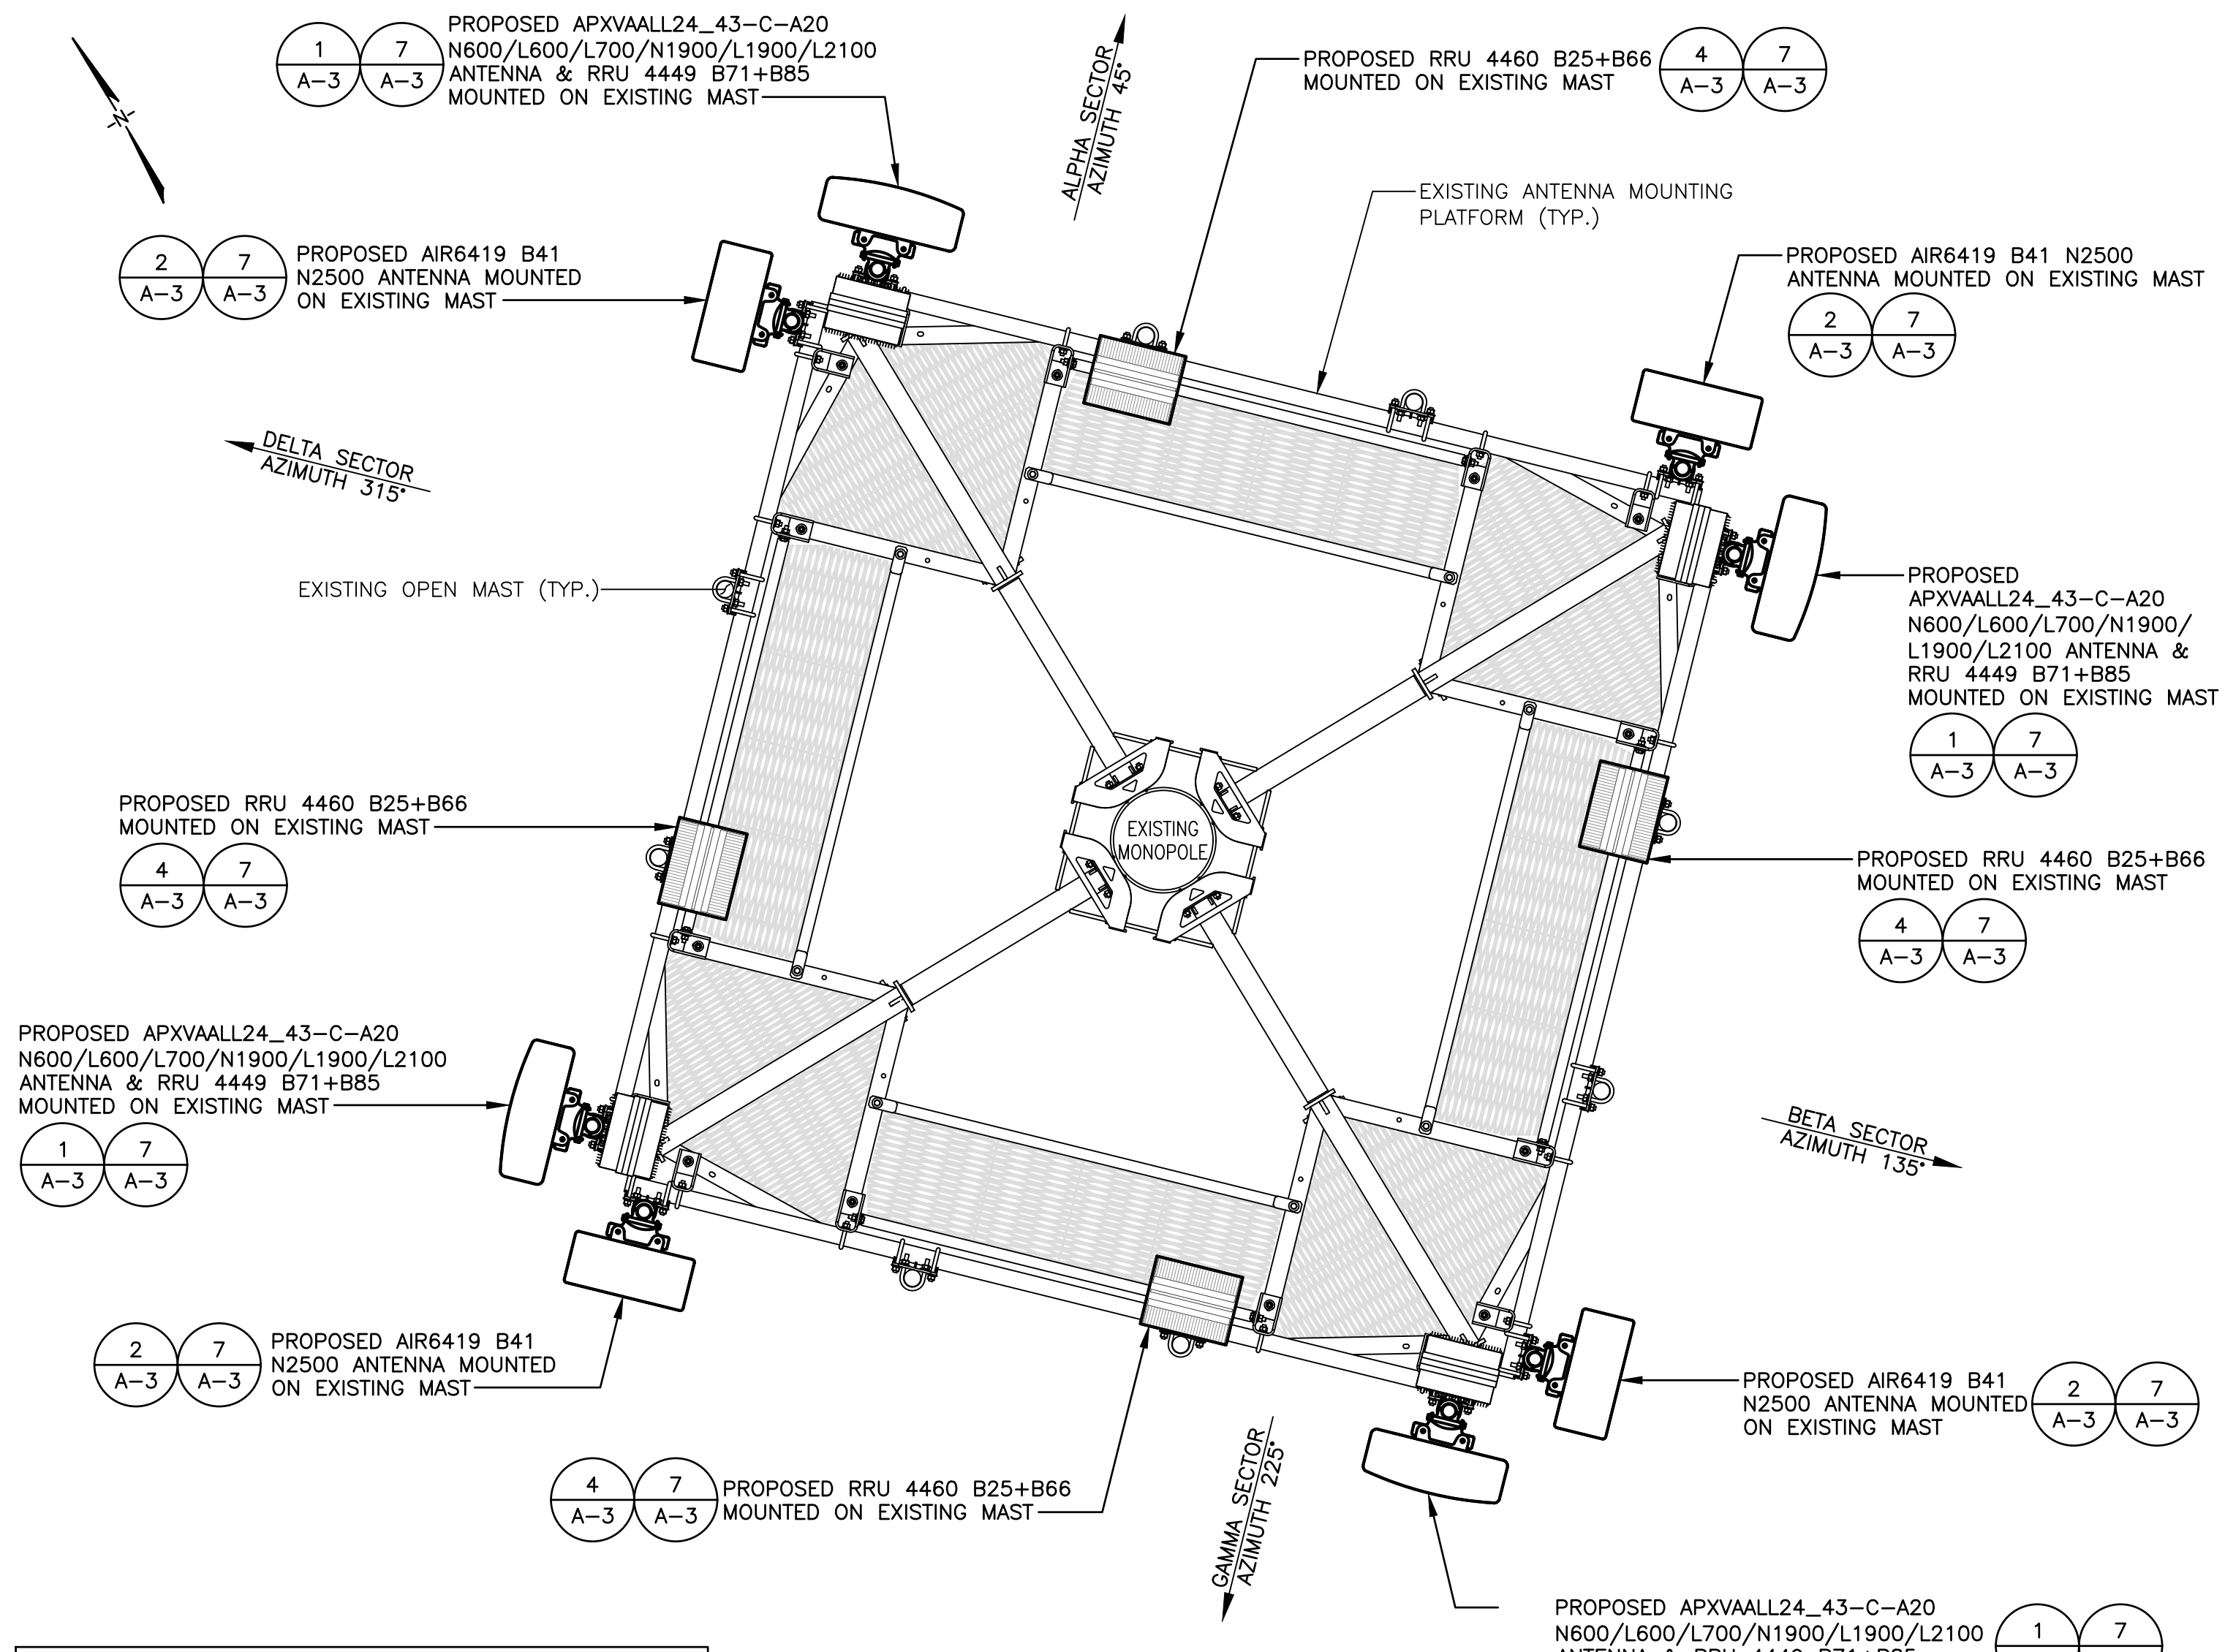 1
A-3
7
A-3
PROPOSED APXVAALL24_43-C-A20
N600/L600/L700/N1900/L1900/L2100
ANTENNA & RRU 4449 B71+B85
MOUNTED ON EXISTING MAST
ALPHA SECTOR
AZIMUTH 45°
PROPOSED RRU 4460 B25+B66
MOUNTED ON EXISTING MAST
4
A-3
7
A-3
N
EXISTING ANTENNA MOUNTING
PLATFORM (TYP.)
2
A-3
7
A-3
PROPOSED AIR6419 B41
N2500 ANTENNA MOUNTED
ON EXISTING MAST
PROPOSED AIR6419 B41 N2500
ANTENNA MOUNTED ON EXISTING MAST
2
A-3
7
A-3
DELTA SECTOR
AZIMUTH 315°
EXISTING OPEN MAST (TYP.)
PROPOSED
APXVAALL24_43-C-A20
N600/L600/L700/N1900/
L1900/L2100 ANTENNA &
RRU 4449 B71+B85
MOUNTED ON EXISTING MAST
1
A-3
7
A-3
PROPOSED RRU 4460 B25+B66
MOUNTED ON EXISTING MAST
4
A-3
7
A-3
EXISTING
MONOPOLE
PROPOSED RRU 4460 B25+B66
MOUNTED ON EXISTING MAST
4
A-3
7
A-3
PROPOSED APXVAALL24_43-C-A20
N600/L600/L700/N1900/L1900/L2100
ANTENNA & RRU 4449 B71+B85
MOUNTED ON EXISTING MAST
1
A-3
7
A-3
BETA SECTOR
AZIMUTH 135°
2
A-3
7
A-3
PROPOSED AIR6419 B41
N2500 ANTENNA MOUNTED
ON EXISTING MAST
PROPOSED AIR6419 B41
N2500 ANTENNA MOUNTED
ON EXISTING MAST
2
A-3
7
A-3
4
A-3
7
A-3
PROPOSED RRU 4460 B25+B66
MOUNTED ON EXISTING MAST
GAMMA SECTOR
AZIMUTH 225°
PROPOSED APXVAALL24_43-C-A20
N600/L600/L700/N1900/L1900/L2100
1
7